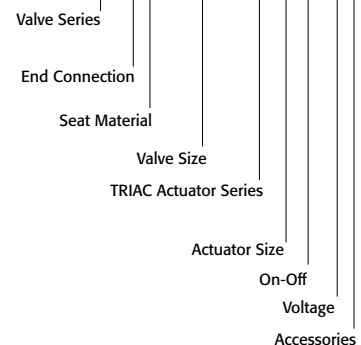 Valve Series
End Connection
Seat Material
Valve Size
TRIAC Actuator Series
Actuator Size
On-Off
Voltage
Accessories